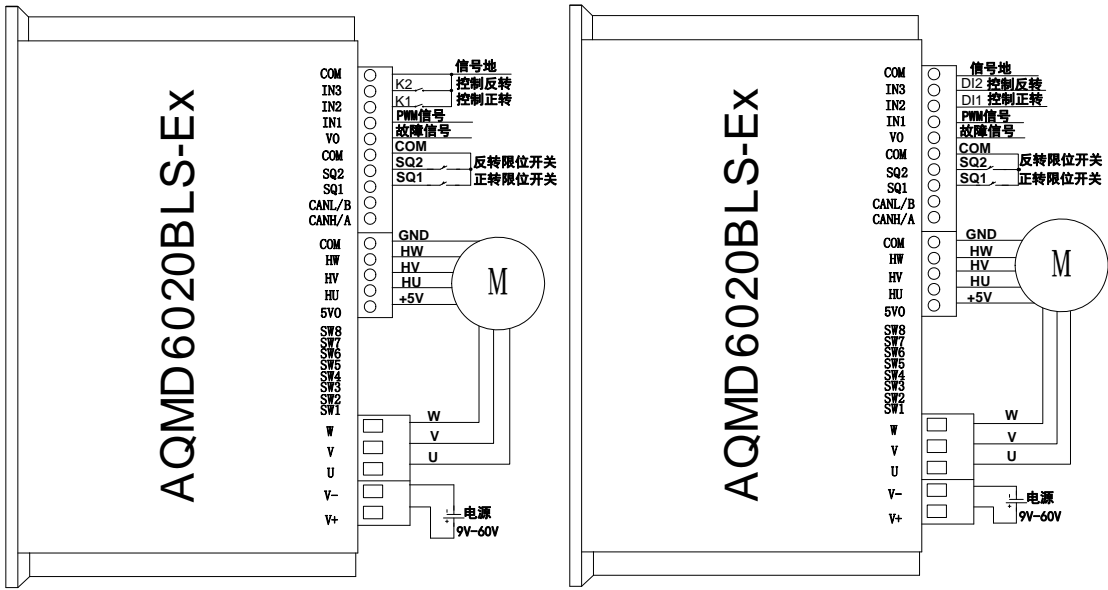 AQMD6020BLS-Ex
COM 信号地
IN3 K2 控制反转
IN2 K1 控制正转
IN1 PWM信号
VO 故障信号
COM COM
SQ2 SQ2 反转限位开关
SQ1 SQ1 正转限位开关
CANL/B
CANH/A
COM GND
HW HW
HV HV
HU HU
5VO +5V
M
SW8
SW7
SW6
SW5
SW4
SW3
SW2
SW1
W W
V V
U U
V-
V+
电源
9V-60V
AQMD6020BLS-Ex
COM 信号地
IN3 DI2 控制反转
IN2 DI1 控制正转
IN1 PWM信号
VO 故障信号
COM COM
SQ2 SQ2 反转限位开关
SQ1 SQ1 正转限位开关
CANL/B
CANH/A
COM GND
HW HW
HV HV
HU HU
5VO +5V
M
SW8
SW7
SW6
SW5
SW4
SW3
SW2
SW1
W W
V V
U U
V-
V+
电源
9V-60V